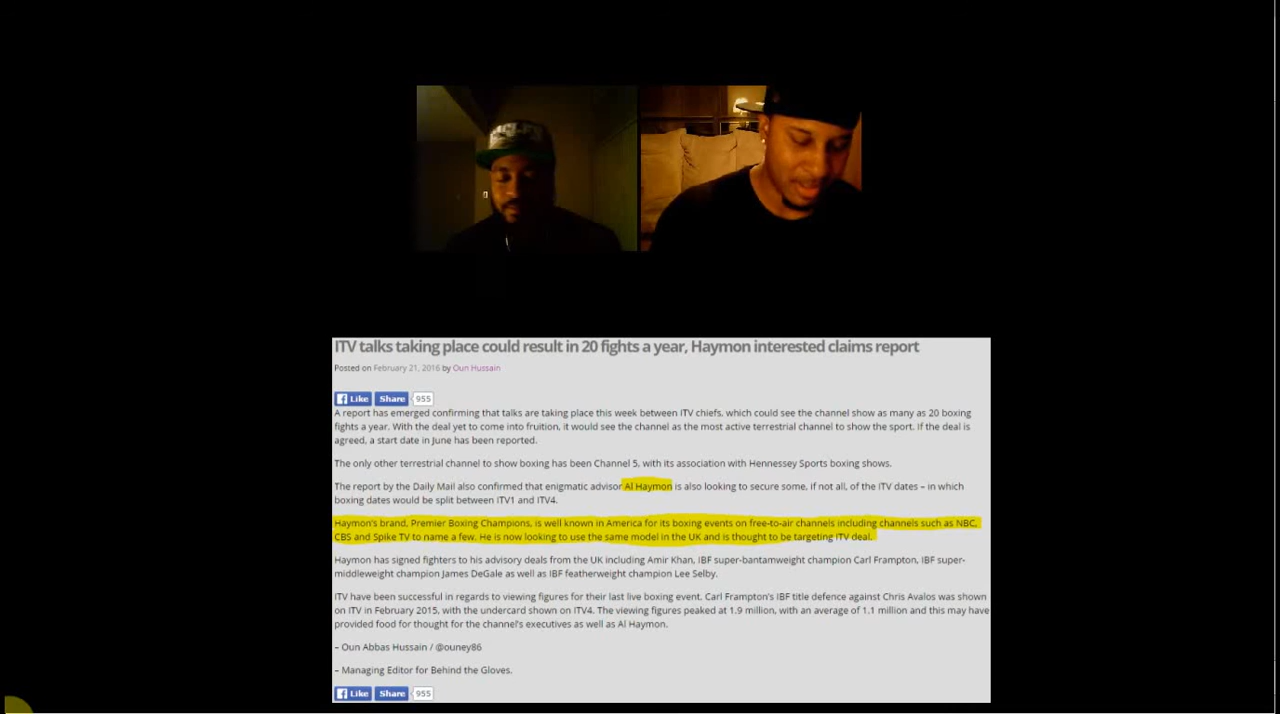 ITV talks taking place could result in 20 fights a year, Haymon interested claims report
Posted on February 21, 2016 by Oun Hussain
Like Share 955
A report has emerged confirming that talks are taking place this week between ITV chiefs, which could see the channel show as many as 20 boxing
fights a year. With the deal yet to come into fruition, it would see the channel as the most active terrestrial channel to show the sport. If the deal is
agreed, a start date in June has been reported.
The only other terrestrial channel to show boxing has been Channel 5, with its association with Hennessey Sports boxing shows.
The report by the Daily Mail also confirmed that enigmatic advisor Al Haymon is also looking to secure some, if not all, of the ITV dates – in which
boxing dates would be split between ITV1 and ITV4.
Haymon's brand, Premier Boxing Champions, is well known in America for its boxing events on free-to-air channels including channels such as NBC,
CBS and Spike TV to name a few. He is now looking to use the same model in the UK and is thought to be targeting ITV deal.
Haymon has signed fighters to his advisory deals from the UK including Amir Khan, IBF super-bantamweight champion Carl Frampton, IBF super-
middleweight champion James DeGale as well as IBF featherweight champion Lee Selby.
ITV have been successful in regards to viewing figures for their last live boxing event. Carl Frampton's IBF title defence against Chris Avalos was shown
on ITV in February 2015, with the undercard shown on ITV4. The viewing figures peaked at 1.9 million, with an average of 1.1 million and this may have
provided food for thought for the channel's executives as well as Al Haymon.
– Oun Abbas Hussain / @ouney86
– Managing Editor for Behind the Gloves.
Like Share 955